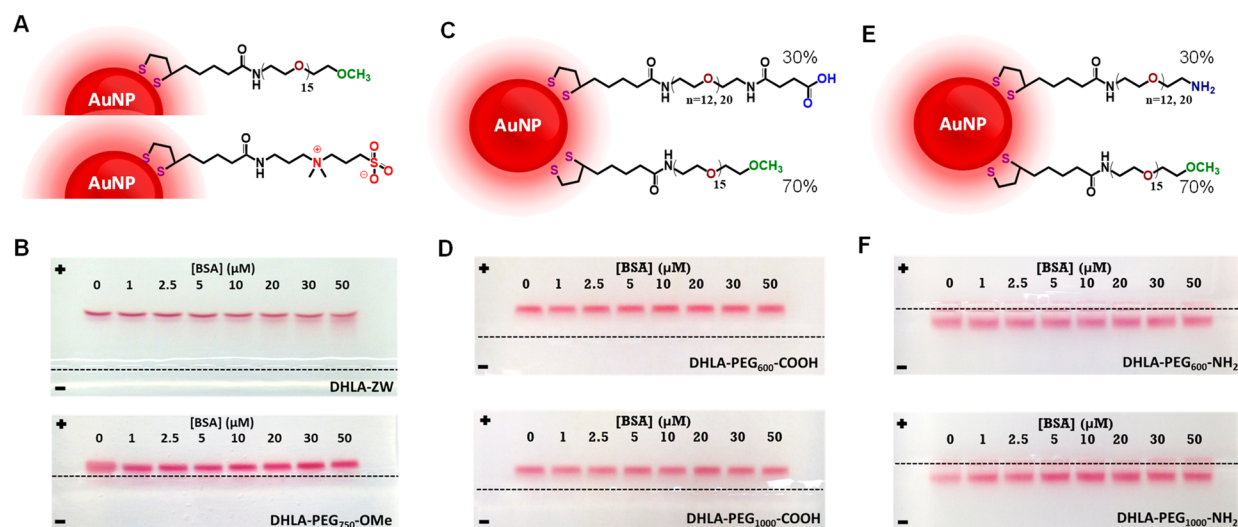 A
S
S
O
N
H
O
15
OCH3
AuNP
AuNP
S
S
O
N
H
N
⊕
S
O
O
O
⊖
B
+
[BSA] (μM)
0 1 2.5 5 10 20 30 50
−
DHLA-ZW
+
[BSA] (μM)
0 1 2.5 5 10 20 30 50
−
DHLA-PEG750-OMe
C
30%
S
S
O
N
H
O
n=12, 20
H
N
O
OH
O
AuNP
S
S
O
H
N
O
15
OCH3
70%
D
+
[BSA] (μM)
0 1 2.5 5 10 20 30 50
−
DHLA-PEG600-COOH
+
[BSA] (μM)
0 1 2.5 5 10 20 30 50
−
DHLA-PEG1000-COOH
E
30%
S
S
O
N
H
O
n=12, 20
NH2
AuNP
S
S
O
H
N
O
15
OCH3
70%
F
+
[BSA] (μM)
0 1 2.5 5 10 20 30 50
−
DHLA-PEG600-NH2
+
[BSA] (μM)
0 1 2.5 5 10 20 30 50
−
DHLA-PEG1000-NH2